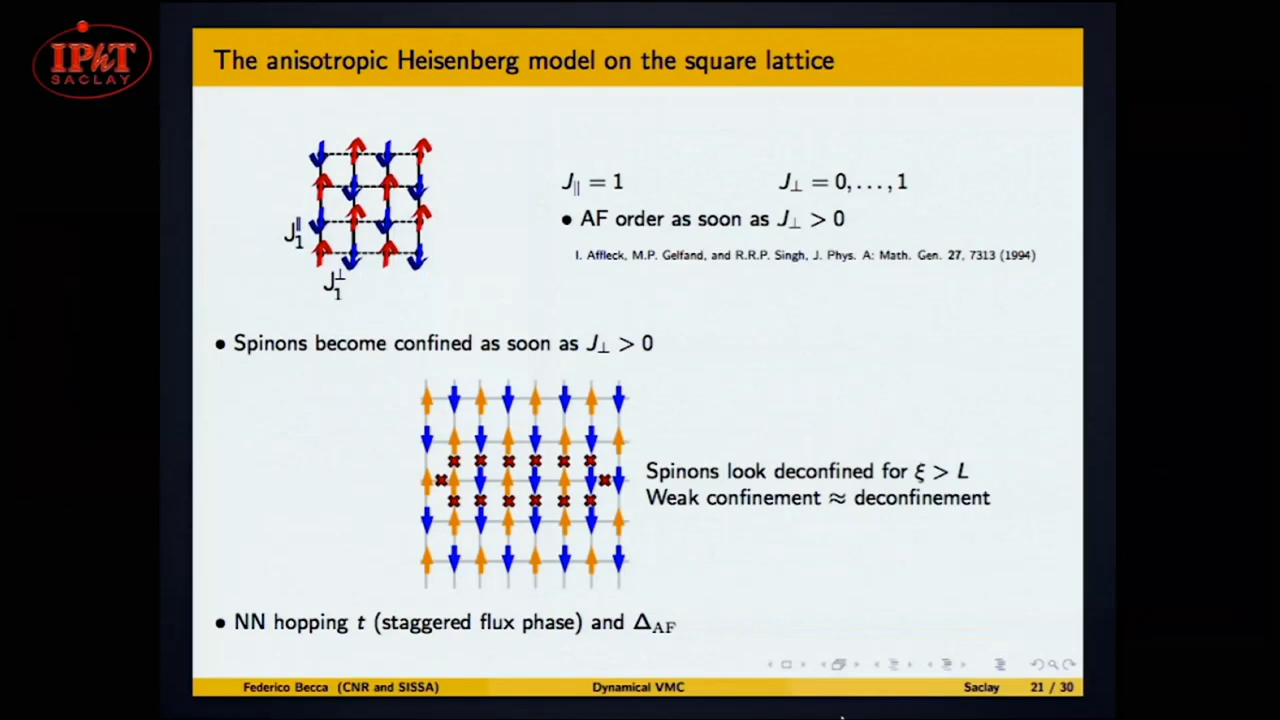 IPhT
SACLAY
The anisotropic Heisenberg model on the square lattice
J∥ = 1 J⊥ = 0, . . . , 1
• AF order as soon as J⊥ > 0
I. Affleck, M.P. Gelfand, and R.R.P. Singh, J. Phys. A: Math. Gen. 27, 7313 (1994)
J₁∥
J₁⊥
• Spinons become confined as soon as J⊥ > 0
Spinons look deconfined for ξ > L
Weak confinement ≈ deconfinement
• NN hopping t (staggered flux phase) and Δ_AF
Federico Becca (CNR and SISSA) Dynamical VMC Saclay 21 / 30